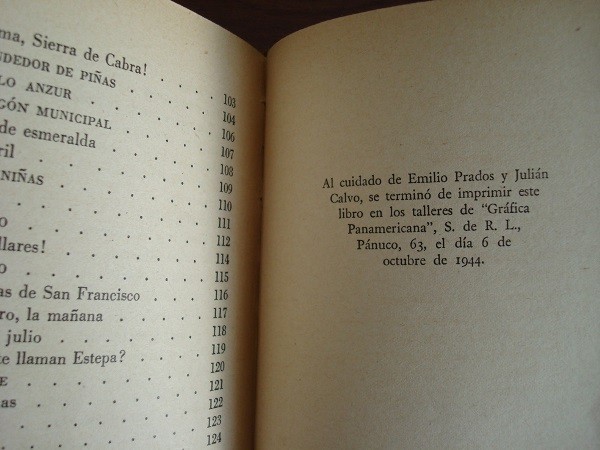 ma, Sierra de Cabra!
NDEDOR DE PIÑAS . . . . 103
LO ANZUR . . . . . 104
GÓN MUNICIPAL . . . . 106
de esmeralda . . . . 107
ril . . . . . . 108
NIÑAS . . . . . . 109
. . . . . . 110
. . . . . . 111
O . . . . . . 112
llares! . . . . . . 114
O . . . . . . 115
as de San Francisco . . . 116
ro, la mañana . . . . 117
julio . . . . . . 118
te llaman Estepa? . . . . 119
E . . . . . . 120
as . . . . . . 121
. . . . . . 122
. . . . . . 123
. . . . . . 124
Al cuidado de Emilio Prados y Julián
Calvo, se terminó de imprimir este
libro en los talleres de "Gráfica
Panamericana", S. de R. L.,
Pánuco, 63, el día 6 de
octubre de 1944.